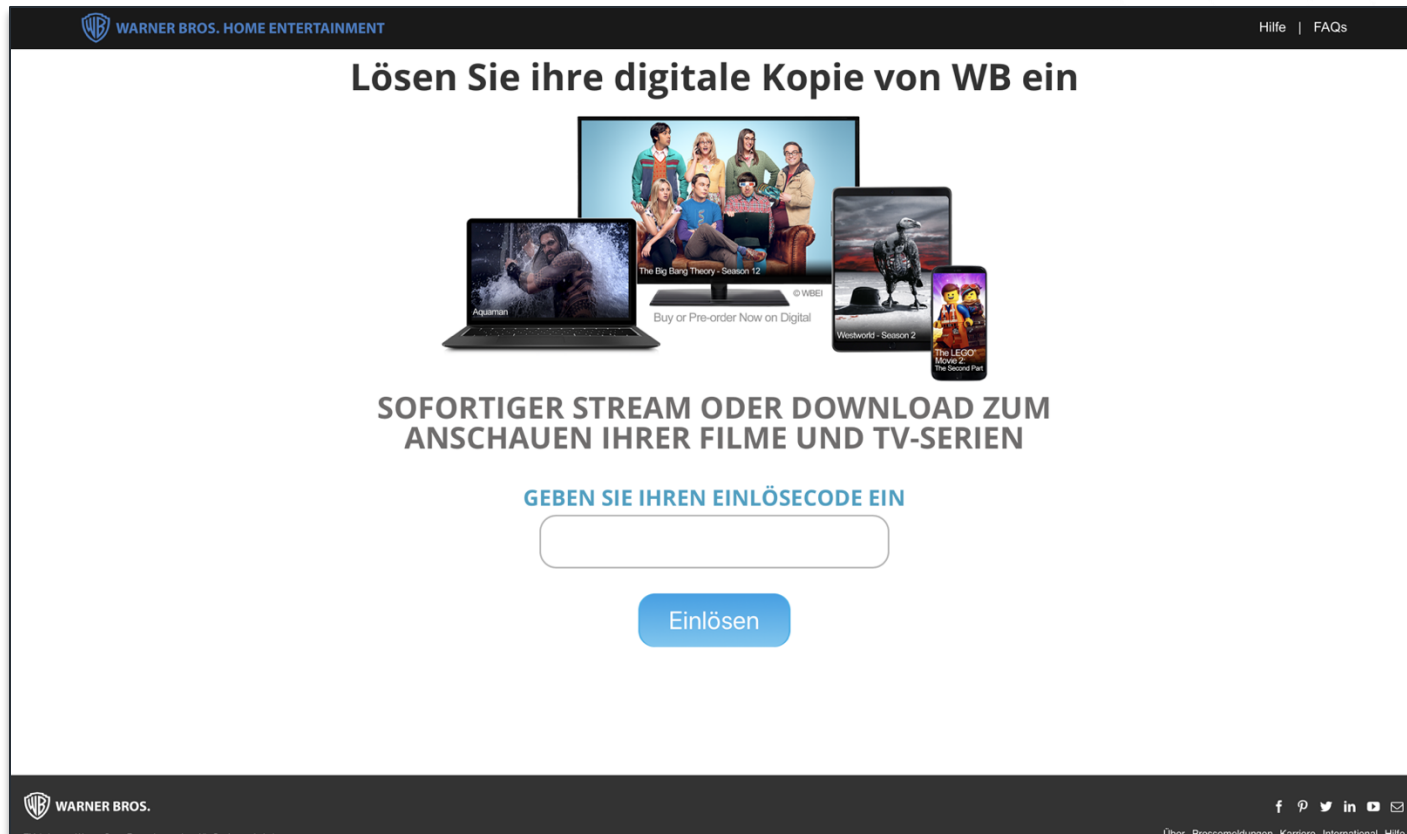 WARNER BROS. HOME ENTERTAINMENT
Hilfe | FAQs
Lösen Sie ihre digitale Kopie von WB ein
The Big Bang Theory - Season 12
© WBEI
Aquaman
Buy or Pre-order Now on Digital
Westworld - Season 2
The LEGO®
Movie 2:
The Second Part
SOFORTIGER STREAM ODER DOWNLOAD ZUM
ANSCHAUEN IHRER FILME UND TV-SERIEN
GEBEN SIE IHREN EINLÖSECODE EIN
Einlösen
WARNER BROS.
Über Pressemeldungen Karriere International Hilfe